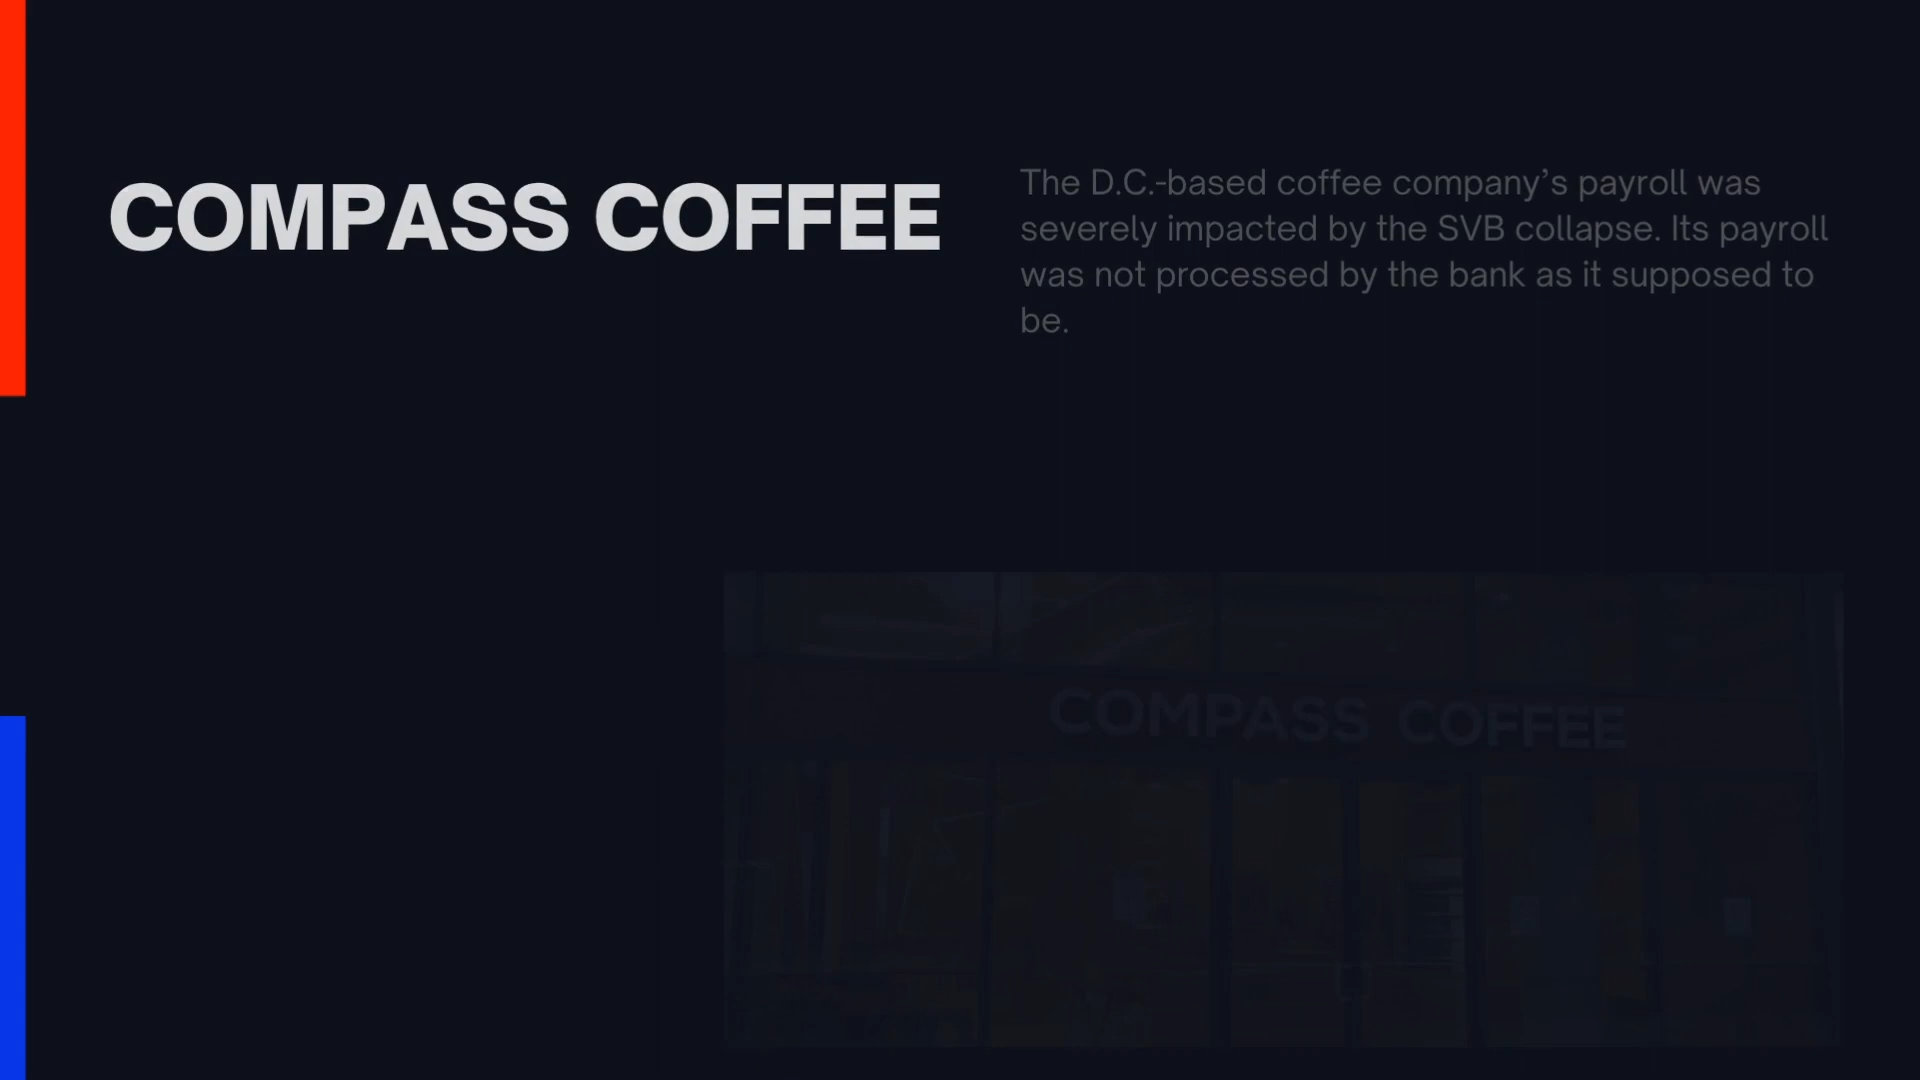 COMPASS COFFEE
The D.C.-based coffee company’s payroll was
severely impacted by the SVB collapse. Its payroll
was not processed by the bank as it supposed to
be.
COMPASS COFFEE